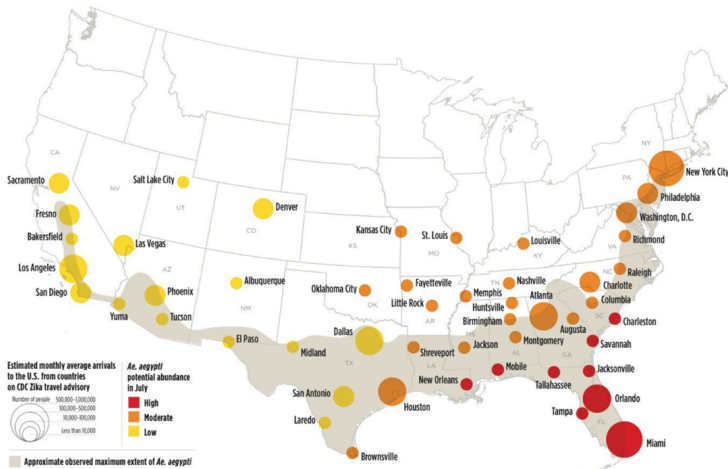 NY
New York City
PA
Philadelphia
Washington, D.C.
VA
Richmond
CA
Sacramento
NV
Salt Lake City
UT
Denver
CO
Fresno
Bakersfield
Las Vegas
Kansas City
KS
St. Louis
MO
Louisville
Los Angeles
San Diego
AZ
Phoenix
Yuma
Tucson
Albuquerque
NM
Oklahoma City
OK
Fayetteville
Little Rock
AR
TN
Nashville
Memphis
Huntsville
Birmingham
Atlanta
NC
Raleigh
Charlotte
Columbia
SC
Charleston
Augusta
Savannah
El Paso
Midland
Dallas
TX
Shreveport
LA
MS
Jackson
AL
Montgomery
GA
New Orleans
Mobile
Tallahassee
Jacksonville
San Antonio
Houston
Laredo
Brownsville
Orlando
Tampa
FL
Miami
Estimated monthly average arrivals
to the U.S. from countries
on CDC Zika travel advisory
Number of people
500,000-1,000,000
100,000-500,000
10,000-100,000
Less than 10,000
Ae. aegypti
potential abundance
in July
High
Moderate
Low
Approximate observed maximum extent of Ae. aegypti